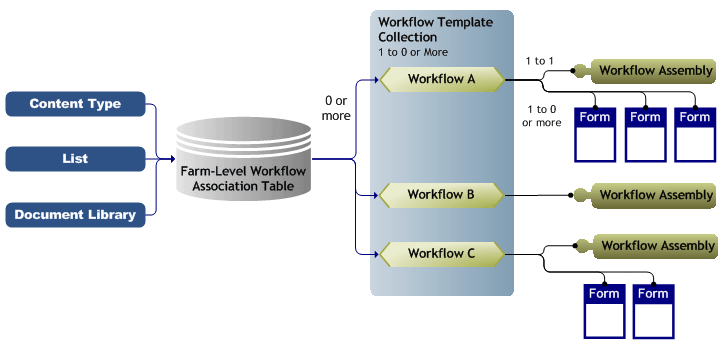 Workflow Template
Collection
1 to 0 or More
Content Type
List
Document Library
Farm-Level Workflow
Association Table
0 or
more
Workflow A
Workflow B
Workflow C
1 to 1
1 to 0
or more
Workflow Assembly
Form
Form
Form
Workflow Assembly
Workflow Assembly
Form
Form